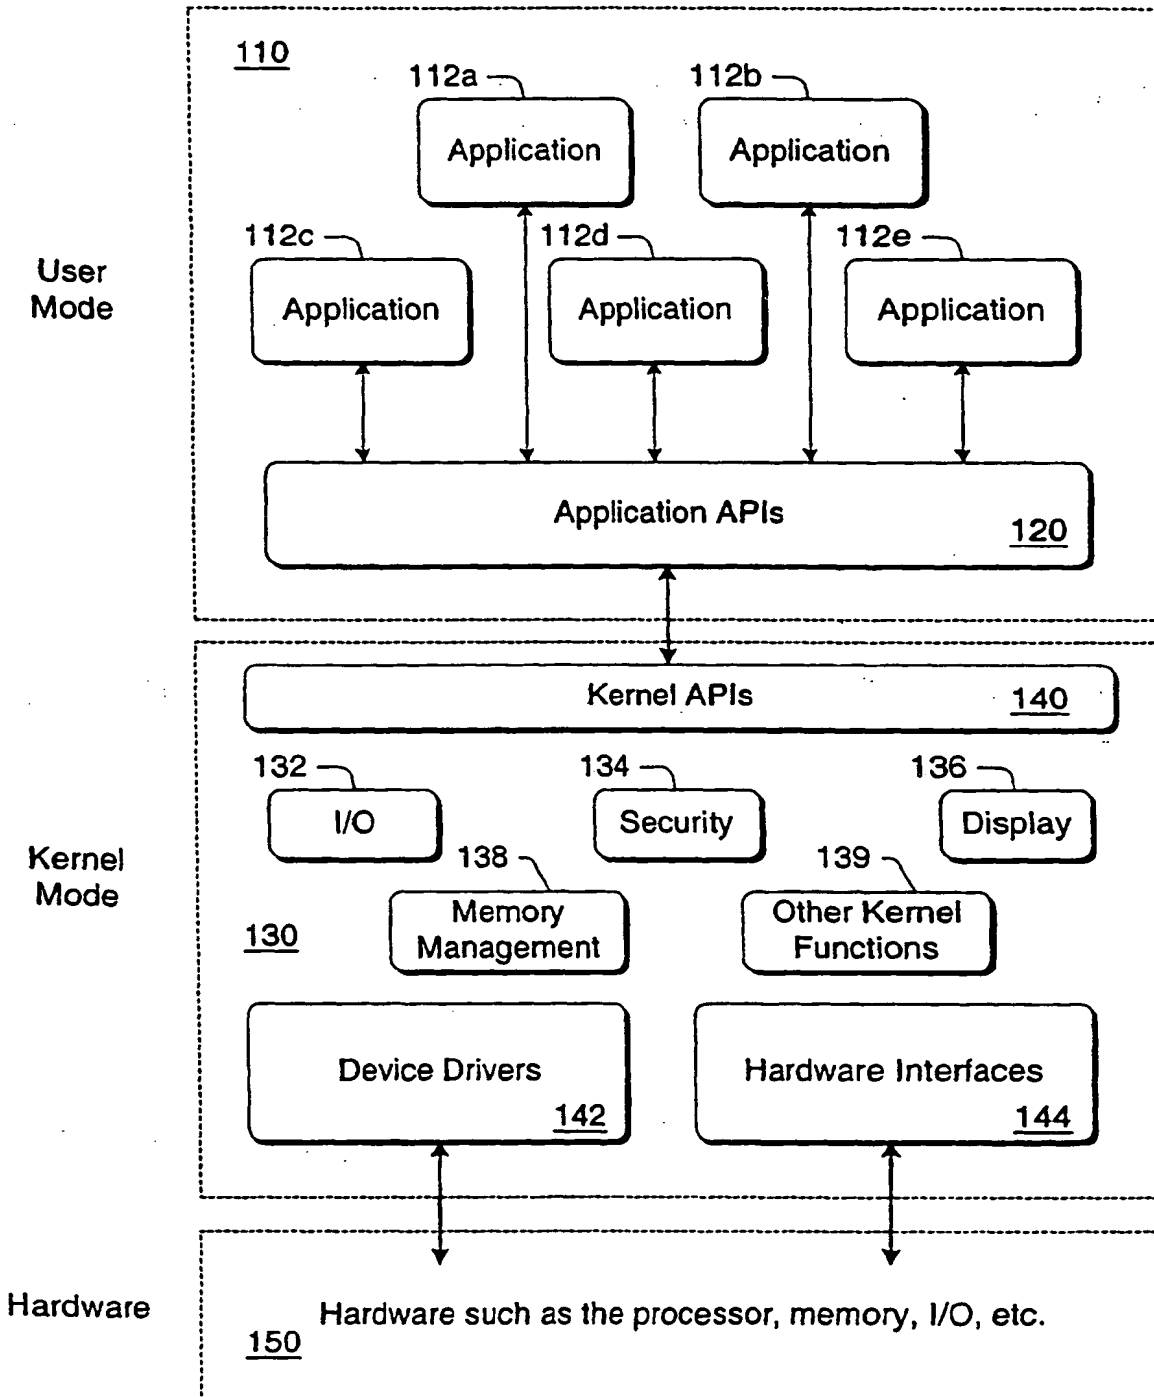 110
112a
112b
Application
Application
112c
112d
112e
User
Mode
Application
Application
Application
Application APIs
120
Kernel APIs
140
132
134
136
I/O
Security
Display
Kernel
Mode
138
139
Memory
Management
Other Kernel
Functions
130
Device Drivers
142
Hardware Interfaces
144
Hardware
Hardware such as the processor, memory, I/O, etc.
150